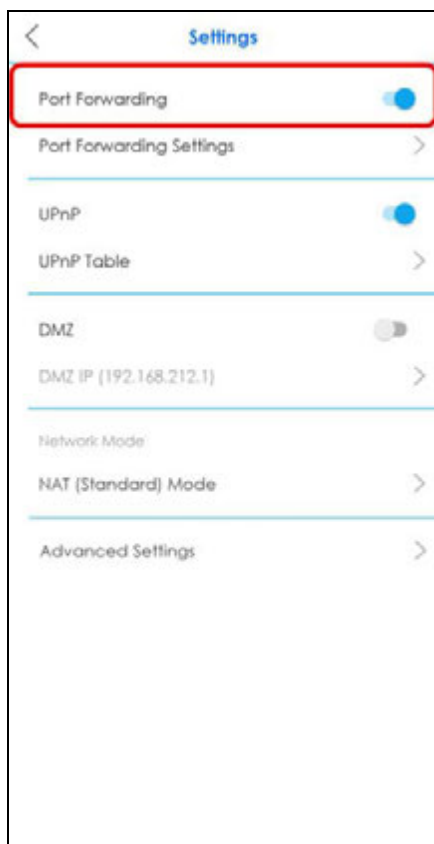 Settings
Port Forwarding
Port Forwarding Settings
UPnP
UPnP Table
DMZ
DMZ IP (192.168.212.1)
Network Mode
NAT (Standard) Mode
Advanced Settings